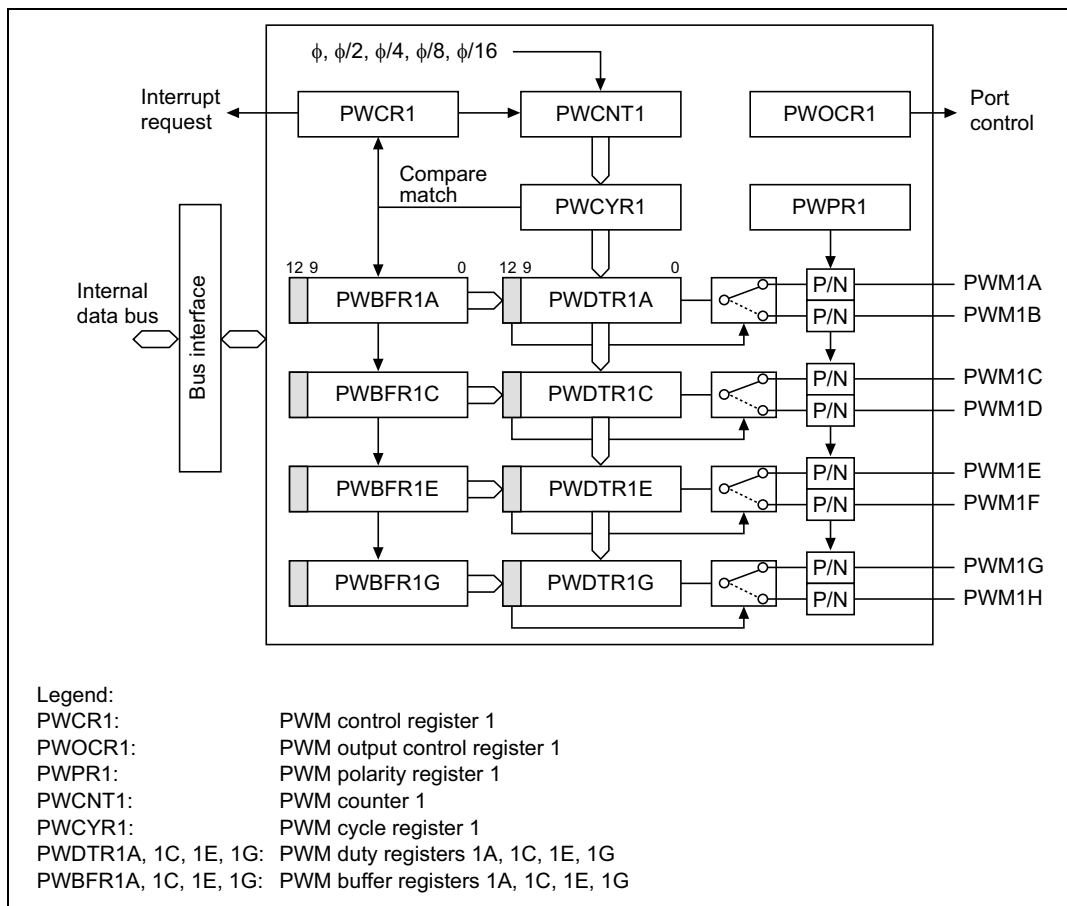 ϕ, ϕ/2, ϕ/4, ϕ/8, ϕ/16
Interrupt
request
PWCR1
PWCNT1
PWOCR1
Port
control
Compare
match
PWCYR1
PWPR1
Internal
data bus
Bus interface
12 9 0
12 9 0
PWBFR1A
PWDTR1A
P/N
PWM1A
P/N
PWM1B
PWBFR1C
PWDTR1C
P/N
PWM1C
P/N
PWM1D
PWBFR1E
PWDTR1E
P/N
PWM1E
P/N
PWM1F
PWBFR1G
PWDTR1G
P/N
PWM1G
P/N
PWM1H
Legend:
PWCR1: PWM control register 1
PWOCR1: PWM output control register 1
PWPR1: PWM polarity register 1
PWCNT1: PWM counter 1
PWCYR1: PWM cycle register 1
PWDTR1A, 1C, 1E, 1G: PWM duty registers 1A, 1C, 1E, 1G
PWBFR1A, 1C, 1E, 1G: PWM buffer registers 1A, 1C, 1E, 1G